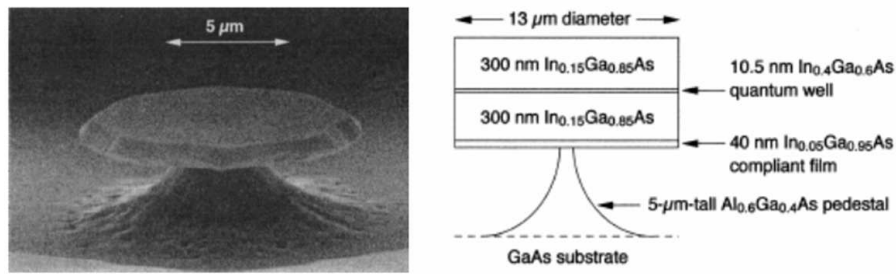 5 µm
13 µm diameter
300 nm In₀.₁₅Ga₀.₈₅As
10.5 nm In₀.₄Ga₀.₆As
quantum well
300 nm In₀.₁₅Ga₀.₈₅As
40 nm In₀.₀₅Ga₀.₉₅As
compliant film
5-µm-tall Al₀.₆Ga₀.₄As pedestal
GaAs substrate